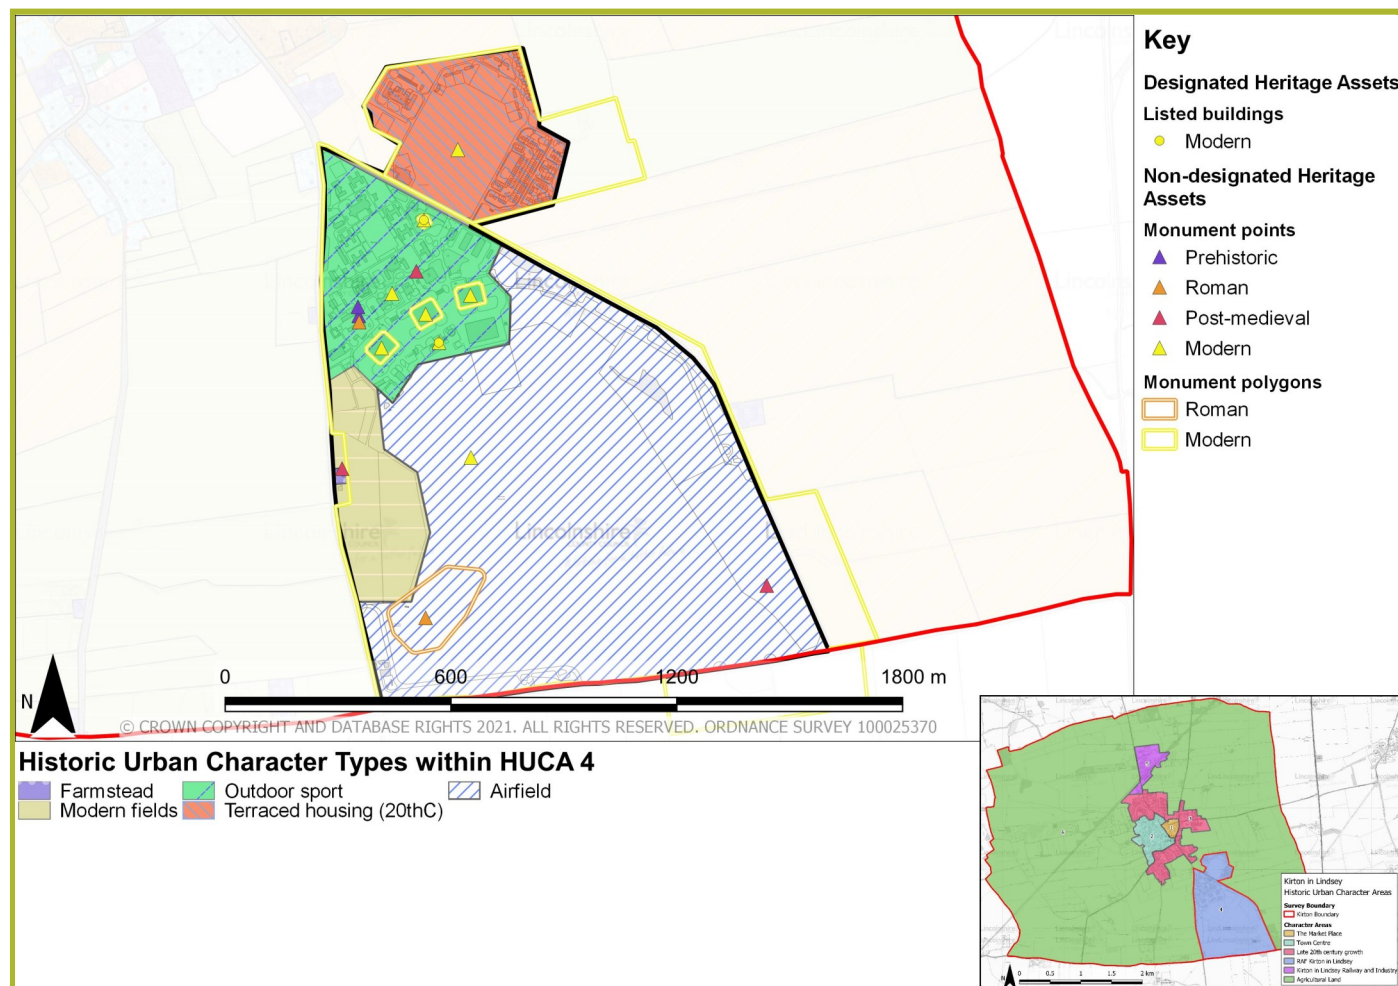 Key
Designated Heritage Assets
Listed buildings
Modern
Non-designated Heritage
Assets
Monument points
Prehistoric
Roman
Post-medieval
Modern
Monument polygons
Roman
Modern
Lincolnshire
Lincolnshire
N
0 600 1200 1800 m
© CROWN COPYRIGHT AND DATABASE RIGHTS 2021. ALL RIGHTS RESERVED. ORDNANCE SURVEY 100025370
Historic Urban Character Types within HUCA 4
Farmstead
Outdoor sport
Airfield
Modern fields
Terraced housing (20thC)
Kirton in Lindsey
Historic Urban Character Areas
Survey Boundary
Kirton Boundary
Character Areas
The Market Place
Town Centre
Late 20th century growth
RAF Kirton in Lindsey
Kirton in Lindsey Railway and Industry
Agricultural Land
N
0 0.5 1 1.5 2 km